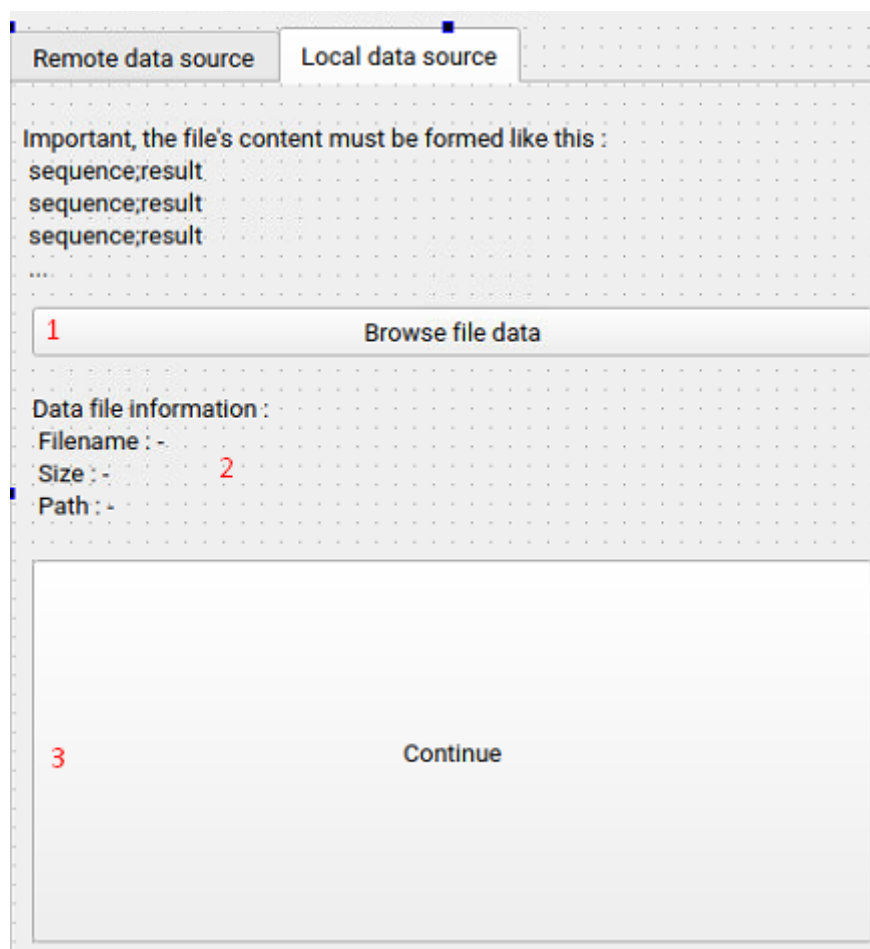 Remote data source
Local data source
Important, the file's content must be formed like this :
sequence;result
sequence;result
sequence;result
...
1
Browse file data
Data file information :
Filename : -
Size : -
2
Path : -
3
Continue